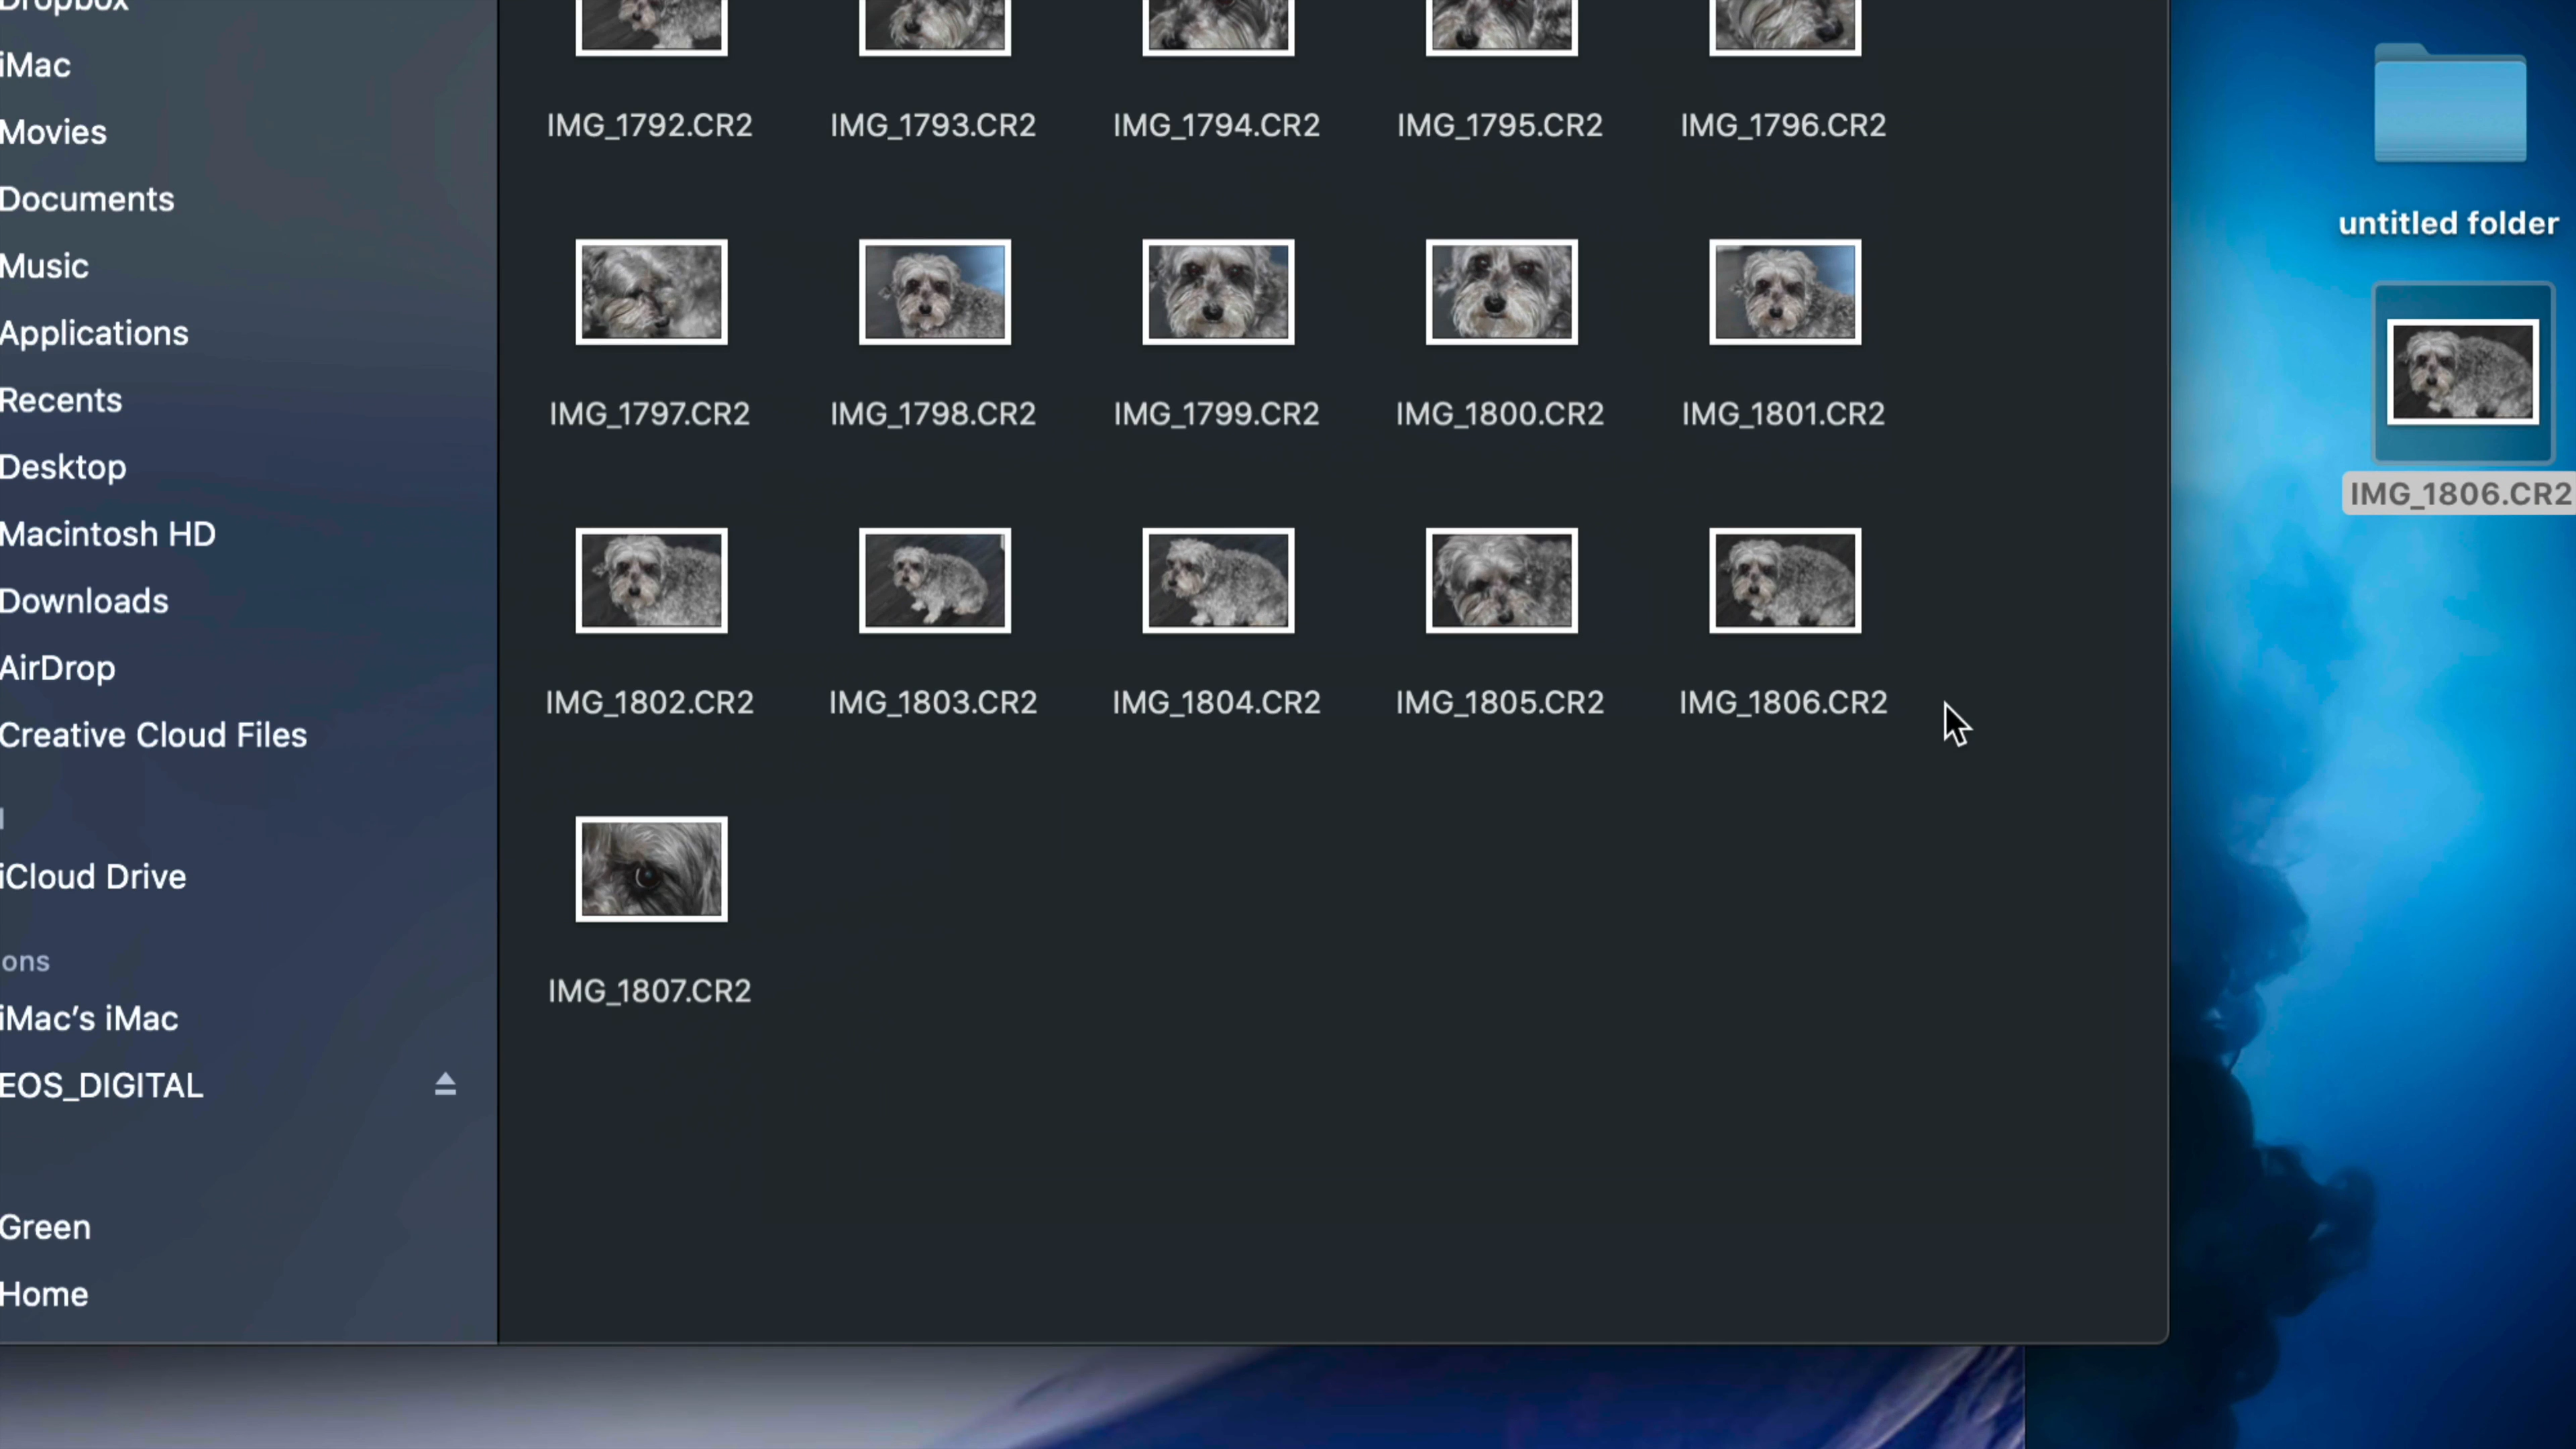 Dropbox
iMac
Movies
Documents
Music
Applications
Recents
Desktop
Macintosh HD
Downloads
AirDrop
Creative Cloud Files
iCloud Drive
ons
iMac's iMac
EOS_DIGITAL
Green
Home
IMG_1792.CR2 IMG_1793.CR2 IMG_1794.CR2 IMG_1795.CR2 IMG_1796.CR2
IMG_1797.CR2 IMG_1798.CR2 IMG_1799.CR2 IMG_1800.CR2 IMG_1801.CR2
IMG_1802.CR2 IMG_1803.CR2 IMG_1804.CR2 IMG_1805.CR2 IMG_1806.CR2
IMG_1807.CR2
untitled folder
IMG_1806.CR2